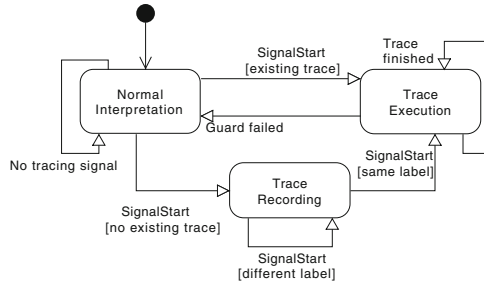 SignalStart
[existing trace]
Trace
finished
Normal
Interpretation
Trace
Execution
Guard failed
No tracing signal
SignalStart
[same label]
Trace
Recording
SignalStart
[no existing trace]
SignalStart
[different label]